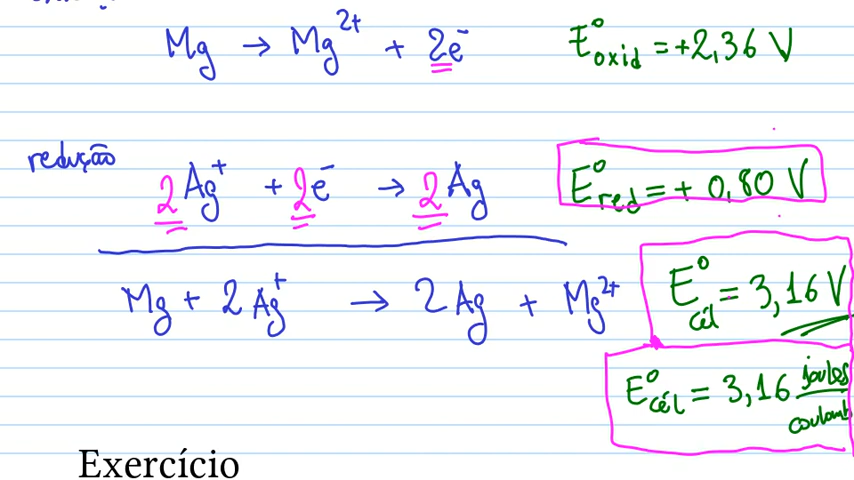 Mg → Mg²⁺ + 2e⁻ E°oxid = +2,36 V
redução
2Ag⁺ + 2e⁻ → 2Ag E°red = + 0,80 V
Mg + 2Ag⁺ → 2Ag + Mg²⁺ E°cél = 3,16 V
E°cél = 3,16 joules/coulomb
Exercício